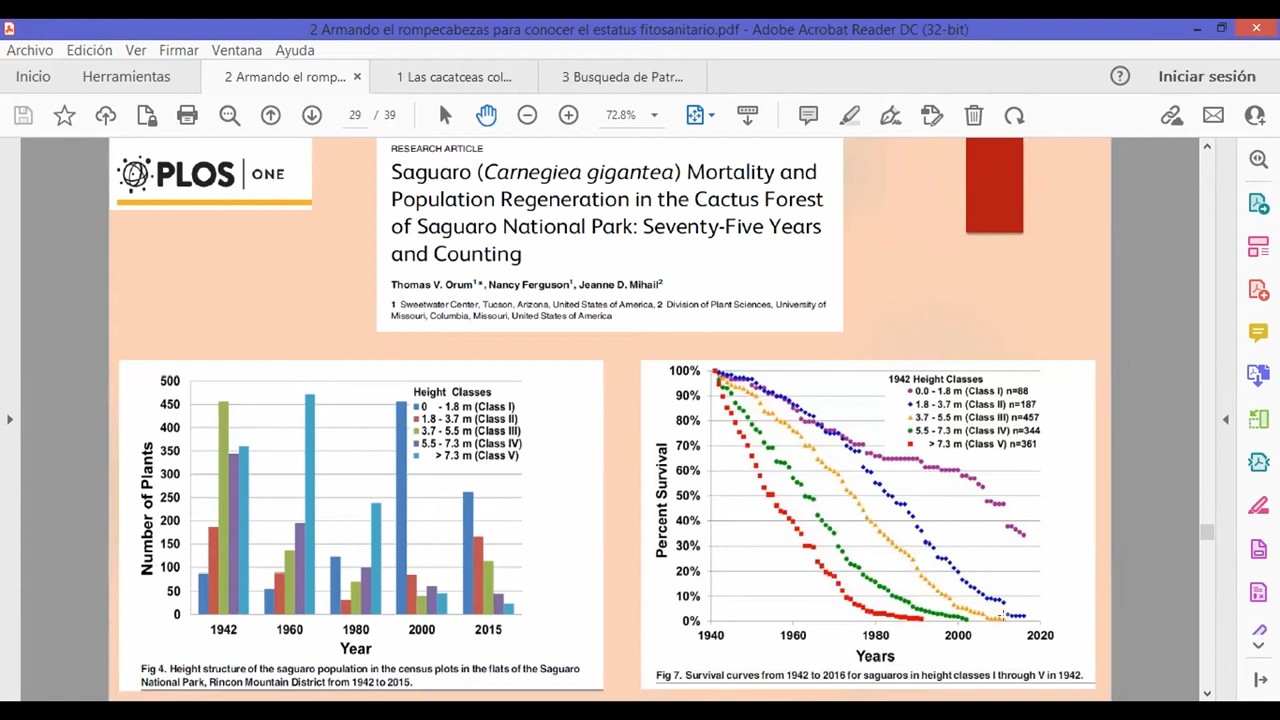 2 Armando el rompecabezas para conocer el estatus fitosanitario.pdf - Adobe Acrobat Reader DC (32-bit)
Archivo Edición Ver Firmar Ventana Ayuda
Inicio Herramientas 2 Armando el romp... × 1 Las cacatceas col... 3 Busqueda de Patr... Iniciar sesión
29 / 39 72.8%
PLOS ONE
RESEARCH ARTICLE
Saguaro (Carnegiea gigantea) Mortality and
Population Regeneration in the Cactus Forest
of Saguaro National Park: Seventy-Five Years
and Counting
Thomas V. Orum1*, Nancy Ferguson1, Jeanne D. Mihail2
1 Sweetwater Center, Tucson, Arizona, United States of America, 2 Division of Plant Sciences, University of
Missouri, Columbia, Missouri, United States of America
Number of Plants
500
450
400
350
300
250
200
150
100
50
0
Height Classes
0 - 1.8 m (Class I)
1.8 - 3.7 m (Class II)
3.7 - 5.5 m (Class III)
5.5 - 7.3 m (Class IV)
> 7.3 m (Class V)
1942 1960 1980 2000 2015
Year
Fig 4. Height structure of the saguaro population in the census plots in the flats of the Saguaro
National Park, Rincon Mountain District from 1942 to 2015.
Percent Survival
100%
90%
80%
70%
60%
50%
40%
30%
20%
10%
0%
1942 Height Classes
0.0 - 1.8 m (Class I) n=88
1.8 - 3.7 m (Class II) n=187
3.7 - 5.5 m (Class III) n=457
5.5 - 7.3 m (Class IV) n=344
> 7.3 m (Class V) n=361
1940 1960 1980 2000 2020
Years
Fig 7. Survival curves from 1942 to 2016 for saguaros in height classes I through V in 1942.